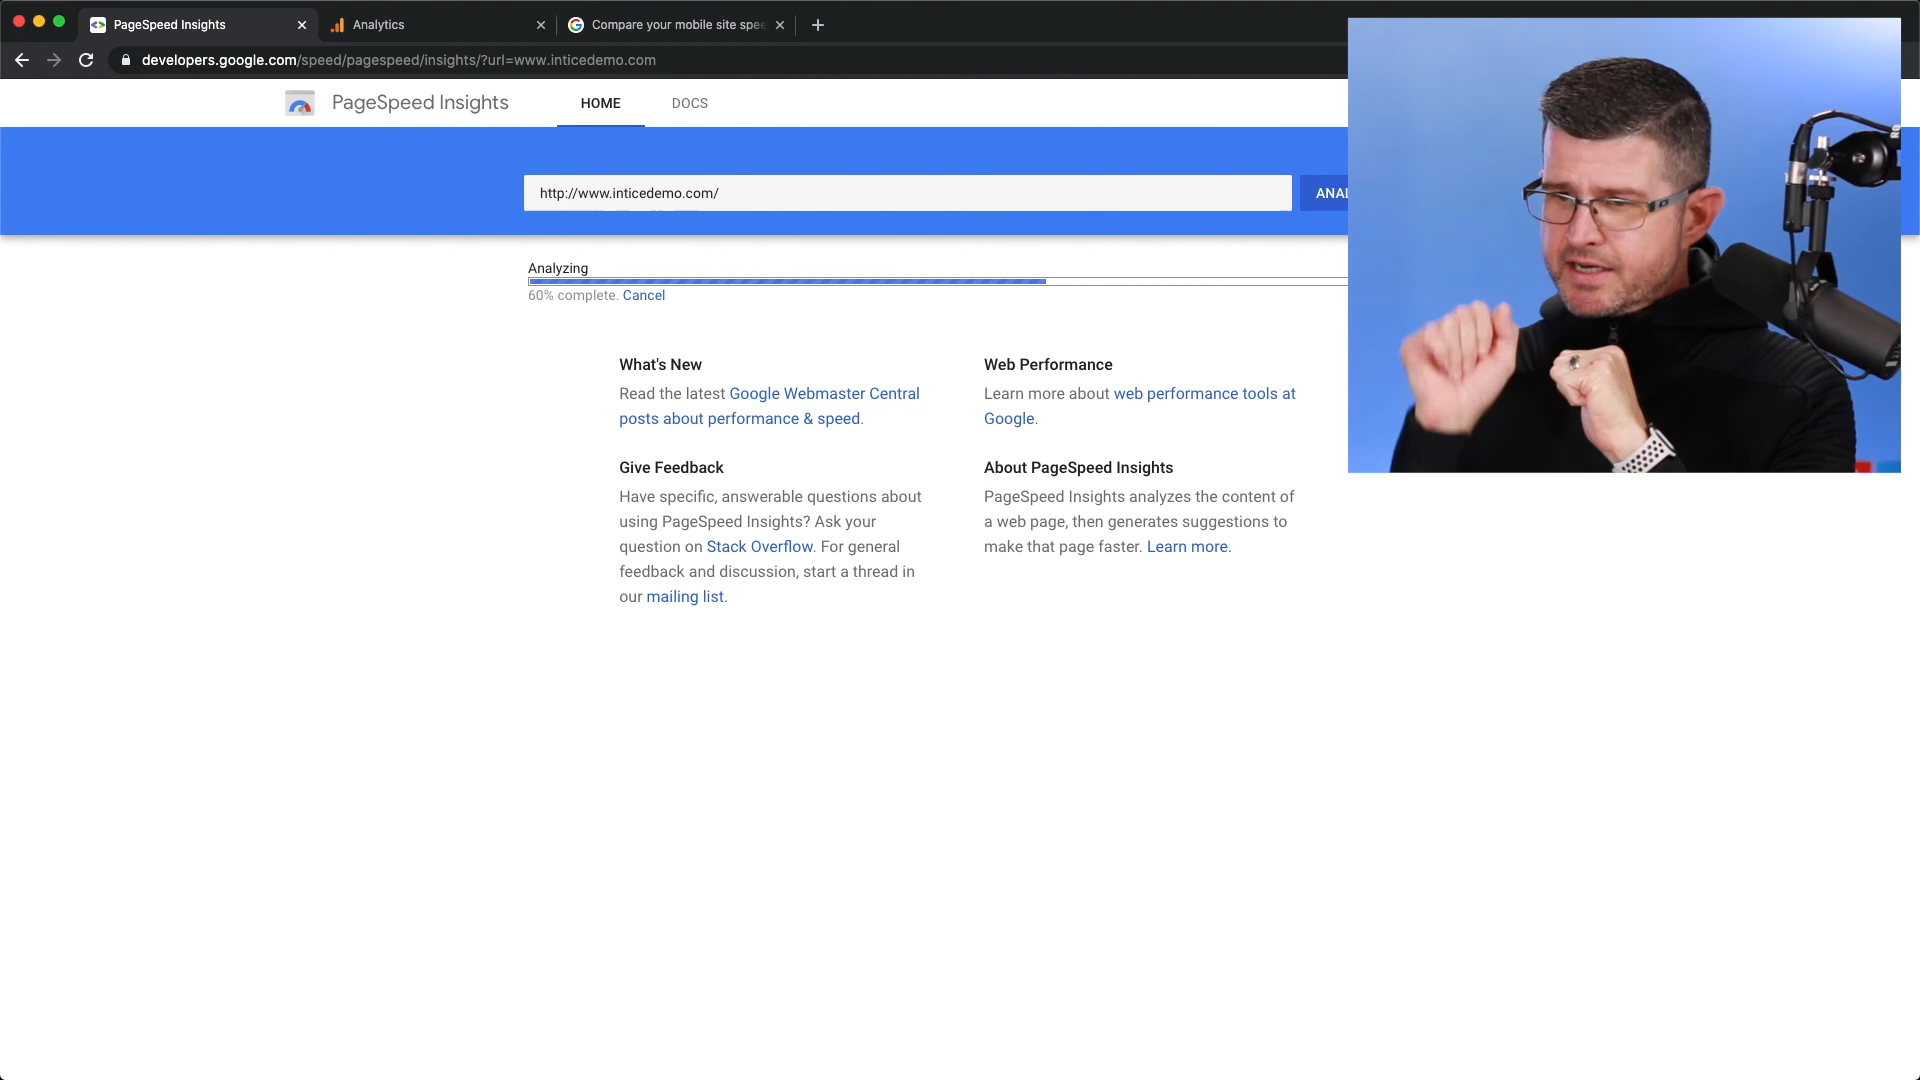 PageSpeed Insights
Analytics
Compare your mobile site spee
developers.google.com/speed/pagespeed/insights/?url=www.inticedemo.com
PageSpeed Insights
HOME
DOCS
http://www.inticedemo.com/
ANAL
Analyzing
60% complete. Cancel
What's New
Read the latest Google Webmaster Central
posts about performance & speed.
Give Feedback
Have specific, answerable questions about
using PageSpeed Insights? Ask your
question on Stack Overflow. For general
feedback and discussion, start a thread in
our mailing list.
Web Performance
Learn more about web performance tools at
Google.
About PageSpeed Insights
PageSpeed Insights analyzes the content of
a web page, then generates suggestions to
make that page faster. Learn more.